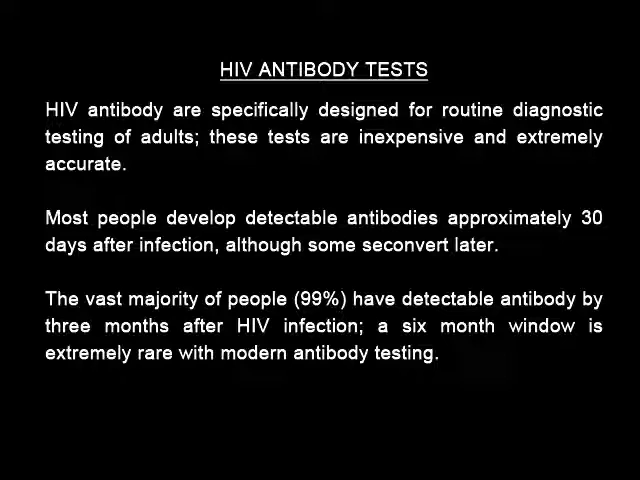 HIV ANTIBODY TESTS
HIV antibody are specifically designed for routine diagnostic
testing of adults; these tests are inexpensive and extremely
accurate.
Most people develop detectable antibodies approximately 30
days after infection, although some seconvert later.
The vast majority of people (99%) have detectable antibody by
three months after HIV infection; a six month window is
extremely rare with modern antibody testing.